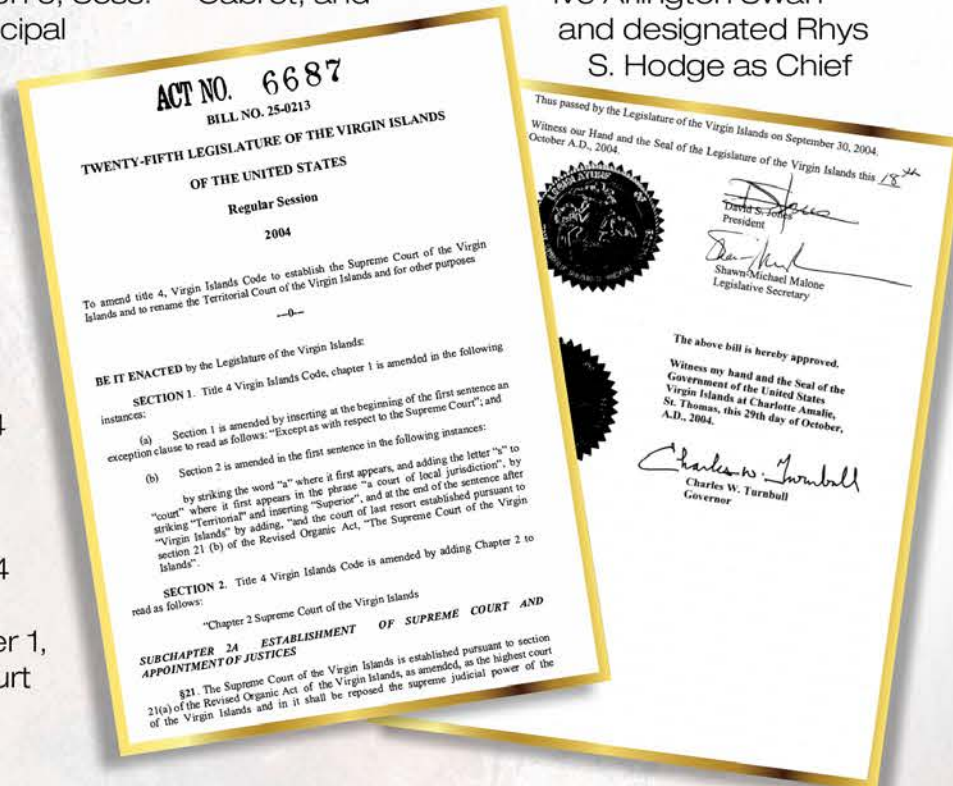 Sess.
cipal
Cabret, and
Arlington Swan
and designated Rhys
S. Hodge as Chief
4
4
er 1,
urt
ACT NO. 6687
BILL NO. 25-0213
TWENTY-FIFTH LEGISLATURE OF THE VIRGIN ISLANDS
OF THE UNITED STATES
Regular Session
2004
To amend title 4, Virgin Islands Code to establish the Supreme Court of the Virgin
Islands and to rename the Territorial Court of the Virgin Islands and for other purposes
---0---
BE IT ENACTED by the Legislature of the Virgin Islands:
SECTION 1. Title 4 Virgin Islands Code, chapter 1 is amended in the following
instances:
(a) Section 1 is amended by inserting at the beginning of the first sentence an
exception clause to read as follows: “Except as with respect to the Supreme Court”; and
(b) Section 2 is amended in the first sentence in the following instances:
by striking the word “a” where it first appears, and adding the letter “s” to
“court” where it first appears in the phrase “a court of local jurisdiction”, by
striking “Territorial” and inserting “Superior”, and at the end of the sentence after
“Virgin Islands” by adding, “and the court of last resort established pursuant to
section 21 (b) of the Revised Organic Act, “The Supreme Court of the Virgin
Islands”.
SECTION 2. Title 4 Virgin Islands Code is amended by adding Chapter 2 to
read as follows:
“Chapter 2 Supreme Court of the Virgin Islands
SUBCHAPTER 2A ESTABLISHMENT OF SUPREME COURT AND
APPOINTMENT OF JUSTICES
§21. The Supreme Court of the Virgin Islands is established pursuant to section
21(a) of the Revised Organic Act of the Virgin Islands, as amended, as the highest court
of the Virgin Islands and in it shall be reposed the supreme judicial power of the
Thus passed by the Legislature of the Virgin Islands on September 30, 2004.
Witness our Hand and the Seal of the Legislature of the Virgin Islands this 18th
October A.D., 2004.
David S. Jones
President
Shawn-Michael Malone
Legislative Secretary
The above bill is hereby approved.
Witness my hand and the Seal of the
Government of the United States
Virgin Islands at Charlotte Amalie,
St. Thomas, this 29th day of October,
A.D., 2004.
Charles W. Turnbull
Charles W. Turnbull
Governor